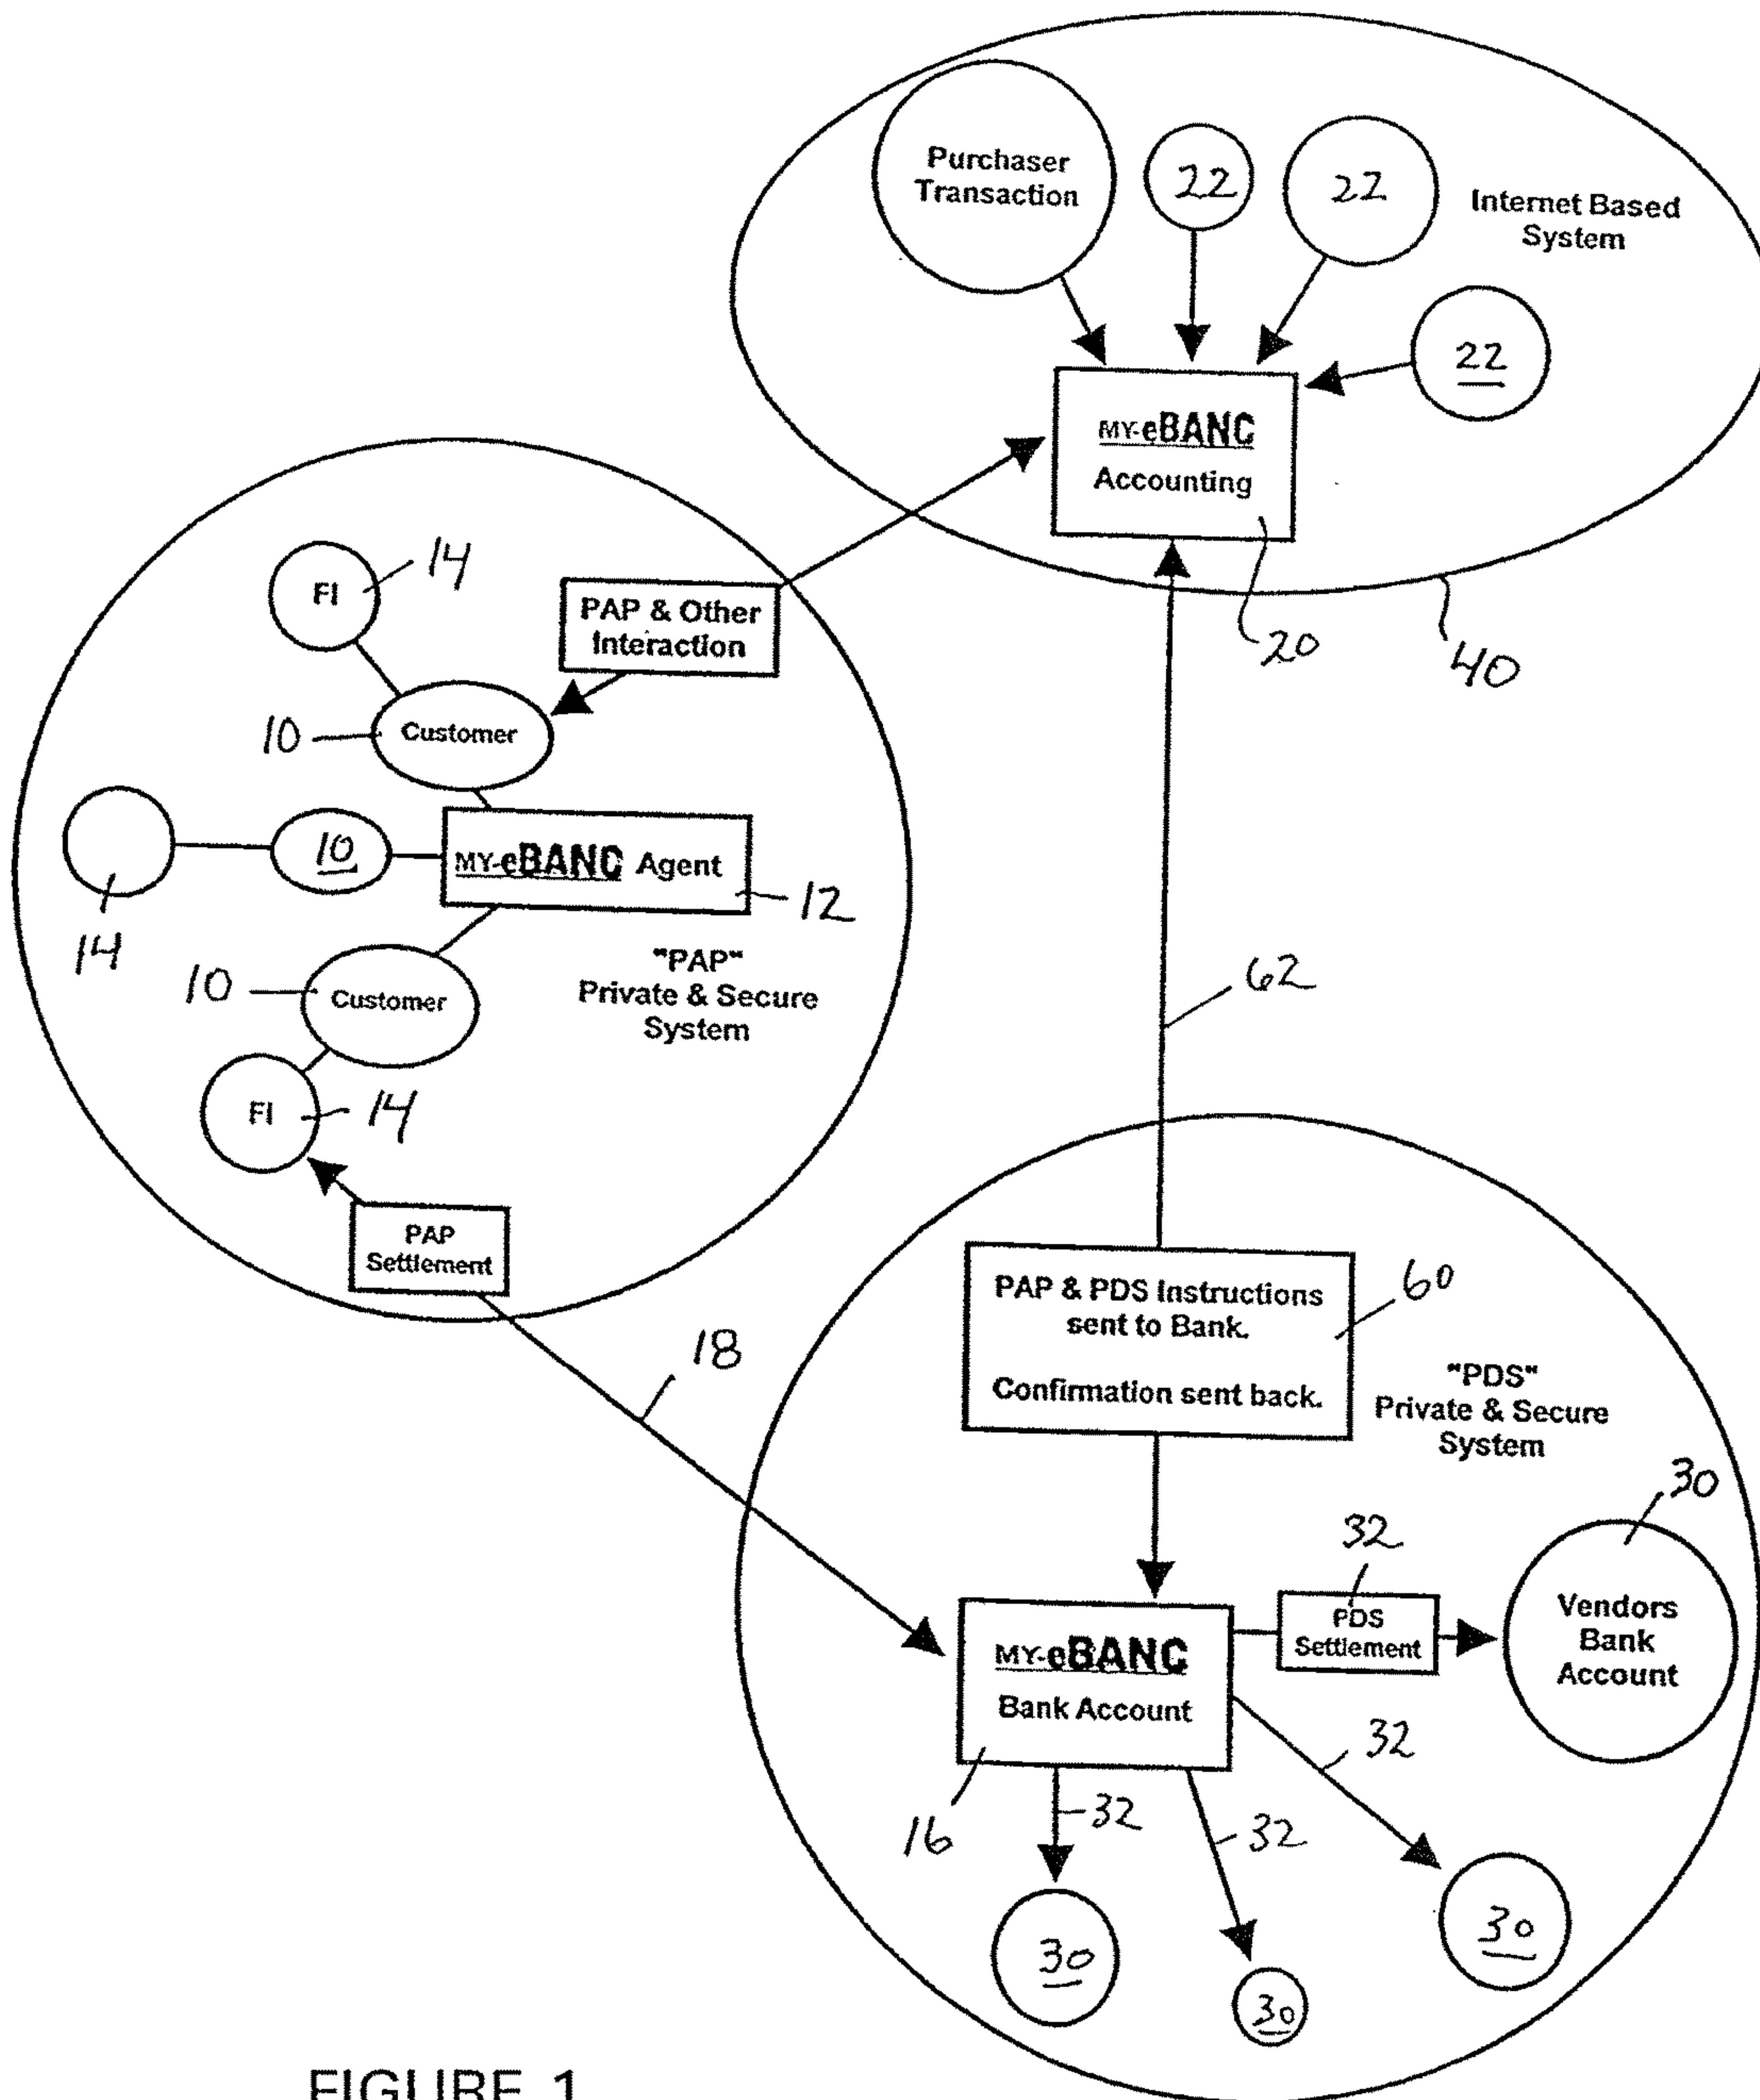 Purchaser
Transaction
22
22
Internet Based
System
22
MY-eBANC
Accounting
20
40
FI
14
PAP & Other
Interaction
10
Customer
10
MY-eBANC Agent
12
14
"PAP"
Private & Secure
System
10
Customer
FI
14
PAP
Settlement
62
18
PAP & PDS Instructions
sent to Bank.
Confirmation sent back.
60
"PDS"
Private & Secure
System
30
32
PDS
Settlement
Vendors
Bank
Account
MY-eBANC
Bank Account
16
32
32
32
30
30
30
FIGURE 1